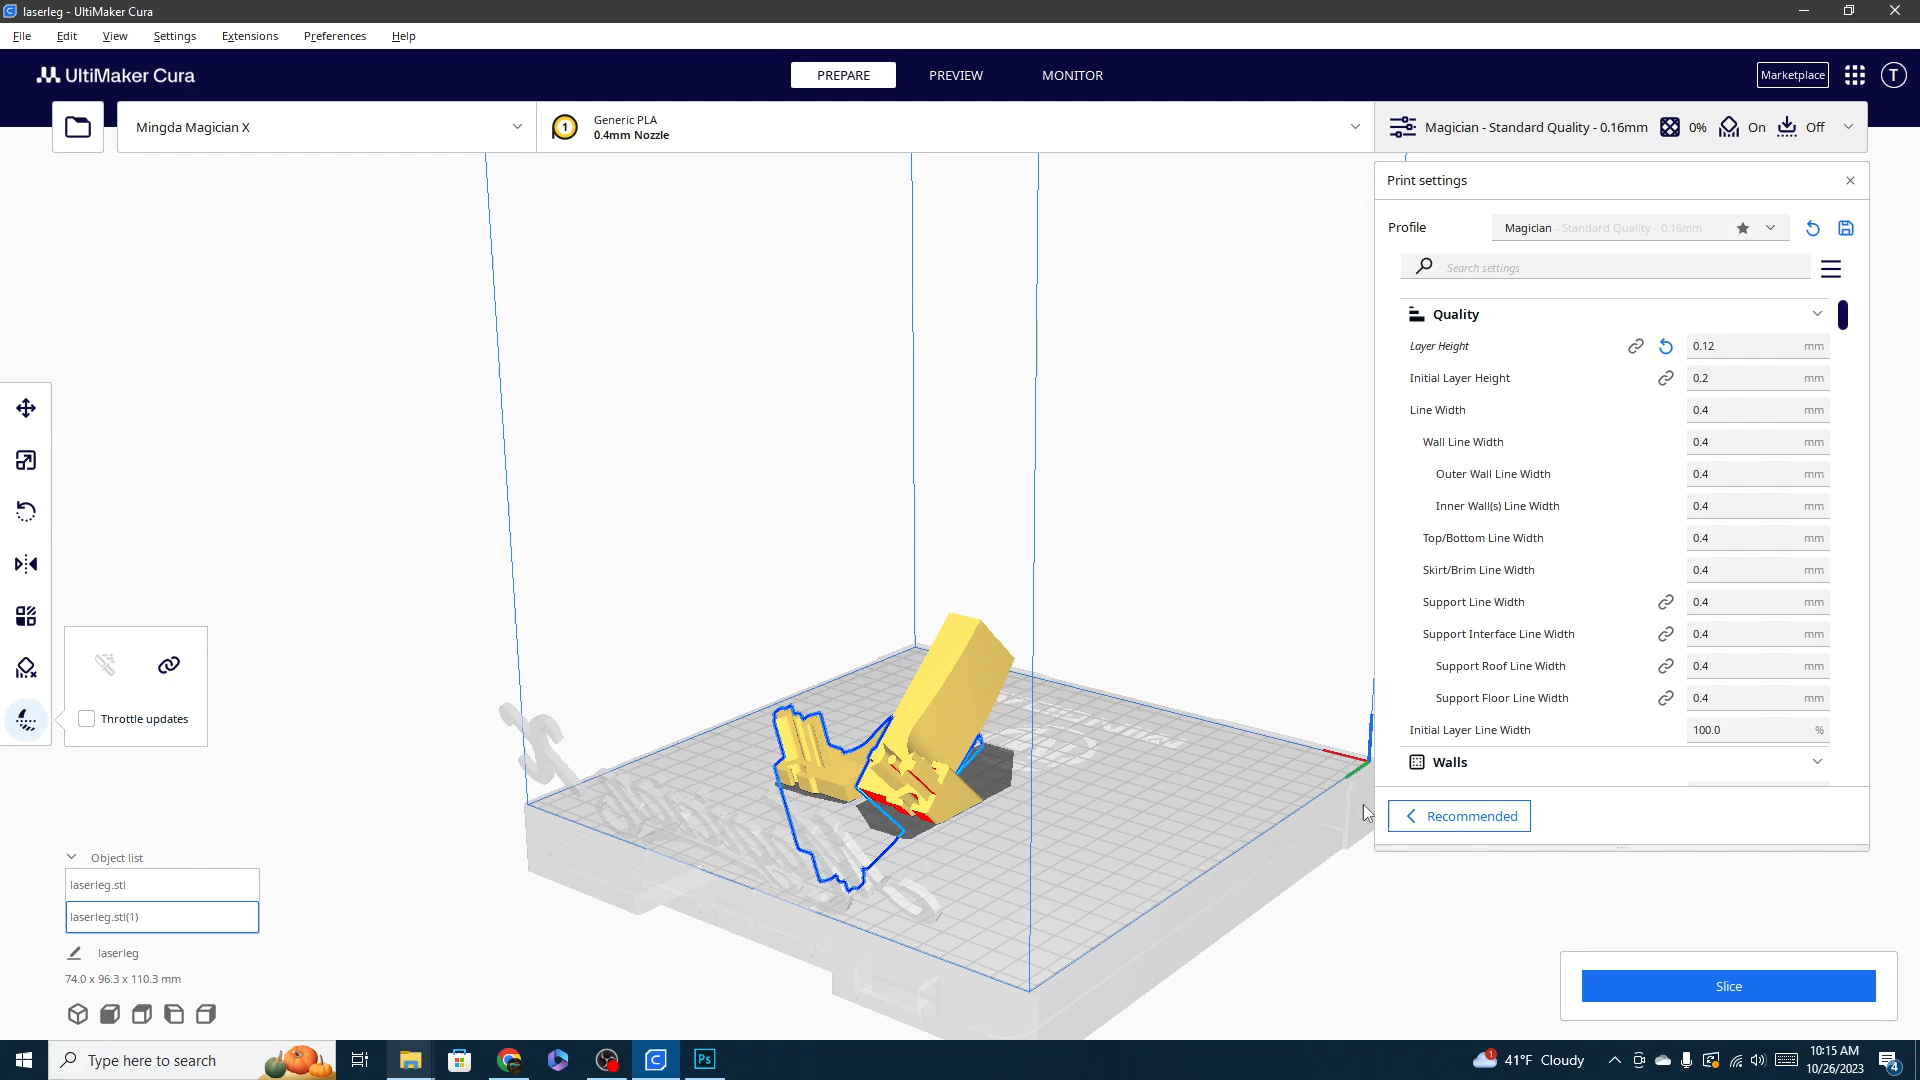 laserleg - UltiMaker Cura
File Edit View Settings Extensions Preferences Help
UltiMaker Cura
PREPARE PREVIEW MONITOR
Marketplace
T
Mingda Magician X
1
Generic PLA
0.4mm Nozzle
Magician - Standard Quality - 0.16mm 0% On Off
Print settings
Profile Magician - Standard Quality - 0.16mm
Search settings
Quality
Layer Height 0.12 mm
Initial Layer Height 0.2 mm
Line Width 0.4 mm
Wall Line Width 0.4 mm
Outer Wall Line Width 0.4 mm
Inner Wall(s) Line Width 0.4 mm
Top/Bottom Line Width 0.4 mm
Skirt/Brim Line Width 0.4 mm
Support Line Width 0.4 mm
Support Interface Line Width 0.4 mm
Support Roof Line Width 0.4 mm
Support Floor Line Width 0.4 mm
Initial Layer Line Width 100.0 %
Walls
Recommended
Throttle updates
Object list
laserleg.stl
laserleg.stl(1)
laserleg
74.0 x 96.3 x 110.3 mm
Slice
Type here to search
Ps
1
41°F Cloudy
10:15 AM
10/26/2023
4